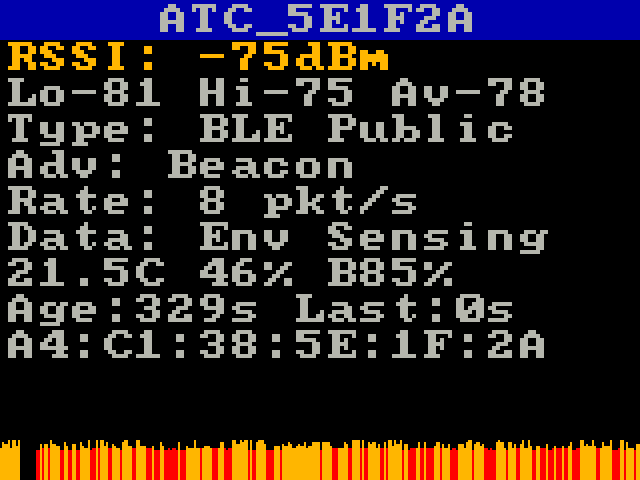 ATC_5E1F2A
RSSI: -75dBm
Lo-81 Hi-75 Av-78
Type: BLE Public
Adv: Beacon
Rate: 8 pkt/s
Data: Env Sensing
21.5C 46% B85%
Age:329s Last:0s
A4:C1:38:5E:1F:2A